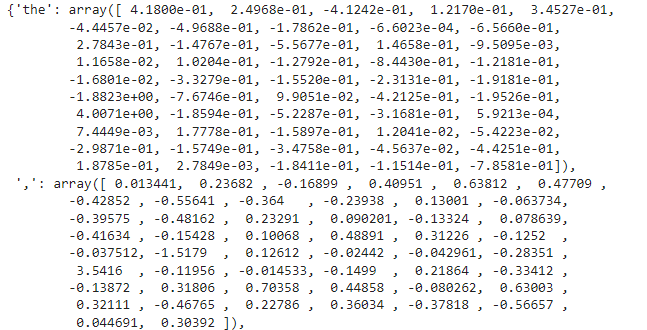 {'the': array([ 4.1800e-01,  2.4968e-01, -4.1242e-01,  1.2170e-01,  3.4527e-01,
-4.4457e-02, -4.9688e-01, -1.7862e-01, -6.6023e-04, -6.5660e-01,
2.7843e-01, -1.4767e-01, -5.5677e-01,  1.4658e-01, -9.5095e-03,
1.1658e-02,  1.0204e-01, -1.2792e-01, -8.4430e-01, -1.2181e-01,
-1.6801e-02, -3.3279e-01, -1.5520e-01, -2.3131e-01, -1.9181e-01,
-1.8823e+00, -7.6746e-01,  9.9051e-02, -4.2125e-01, -1.9526e-01,
4.0071e+00, -1.8594e-01, -5.2287e-01, -3.1681e-01,  5.9213e-04,
7.4449e-03,  1.7778e-01, -1.5897e-01,  1.2041e-02, -5.4223e-02,
-2.9871e-01, -1.5749e-01, -3.4758e-01, -4.5637e-02, -4.4251e-01,
1.8785e-01,  2.7849e-03, -1.8411e-01, -1.1514e-01, -7.8581e-01]),
',': array([ 0.013441,  0.23682 , -0.16899 ,  0.40951 ,  0.63812 ,  0.47709 ,
-0.42852 , -0.55641 , -0.364   , -0.23938 ,  0.13001 , -0.063734,
-0.39575 , -0.48162 ,  0.23291 ,  0.090201, -0.13324 ,  0.078639,
-0.41634 , -0.15428 ,  0.10068 ,  0.48891 ,  0.31226 , -0.1252  ,
-0.037512, -1.5179  ,  0.12612 , -0.02442 , -0.042961, -0.28351 ,
3.5416  , -0.11956 , -0.014533, -0.1499  ,  0.21864 , -0.33412 ,
-0.13872 ,  0.31806 ,  0.70358 ,  0.44858 , -0.080262,  0.63003 ,
0.32111 , -0.46765 ,  0.22786 ,  0.36034 , -0.37818 , -0.56657 ,
0.044691,  0.30392 ]),